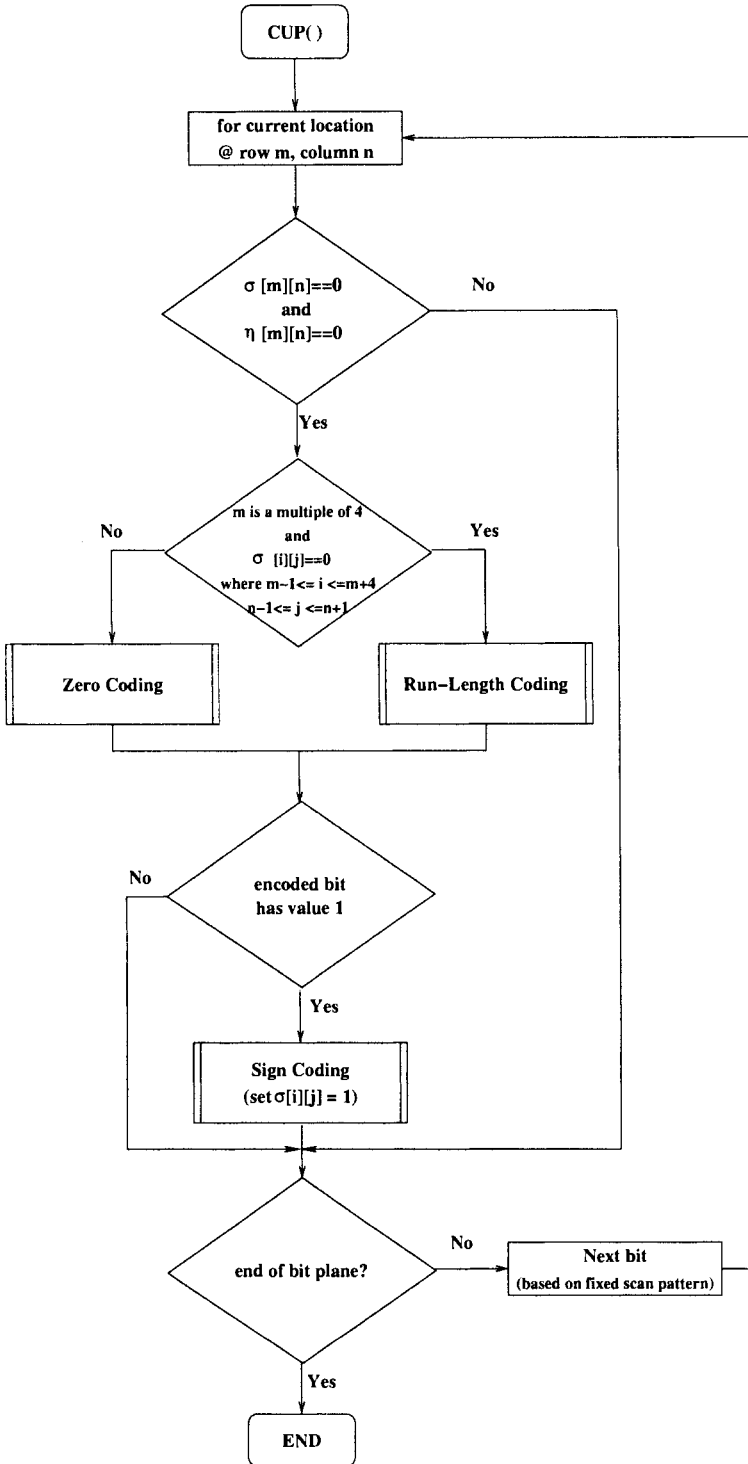 CUP( )
for current location
@ row m, column n
σ [m][n]==0
and
η [m][n]==0
No
Yes
m is a multiple of 4
and
σ [i][j]==0
where m−1<= i <=m+4
n−1<= j <=n+1
No
Yes
Zero Coding
Run−Length Coding
encoded bit
has value 1
No
Yes
Sign Coding
(set σ[i][j] = 1)
end of bit plane?
No
Next bit
(based on fixed scan pattern)
Yes
END